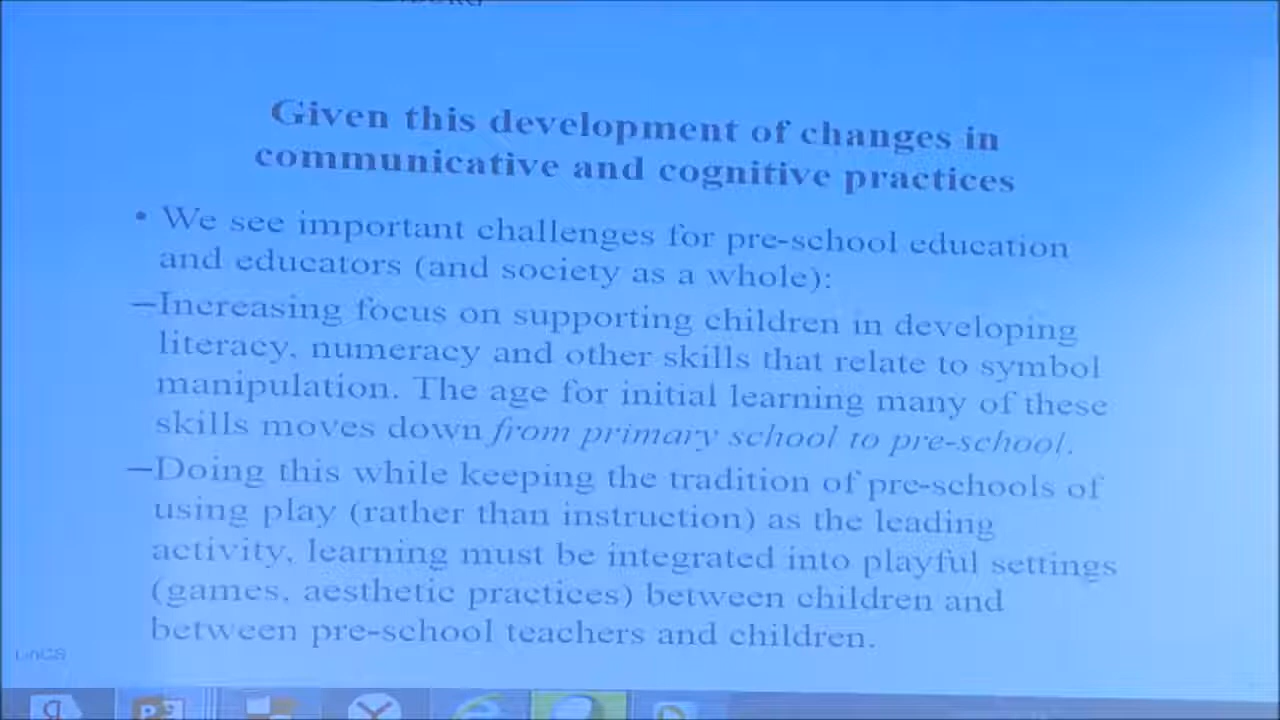 Given this development of changes in
communicative and cognitive practices
• We see important challenges for pre-school education
and educators (and society as a whole):
–Increasing focus on supporting children in developing
literacy, numeracy and other skills that relate to symbol
manipulation. The age for initial learning many of these
skills moves down from primary school to pre-school.
–Doing this while keeping the tradition of pre-schools of
using play (rather than instruction) as the leading
activity, learning must be integrated into playful settings
(games, aesthetic practices) between children and
between pre-school teachers and children.
LinCS